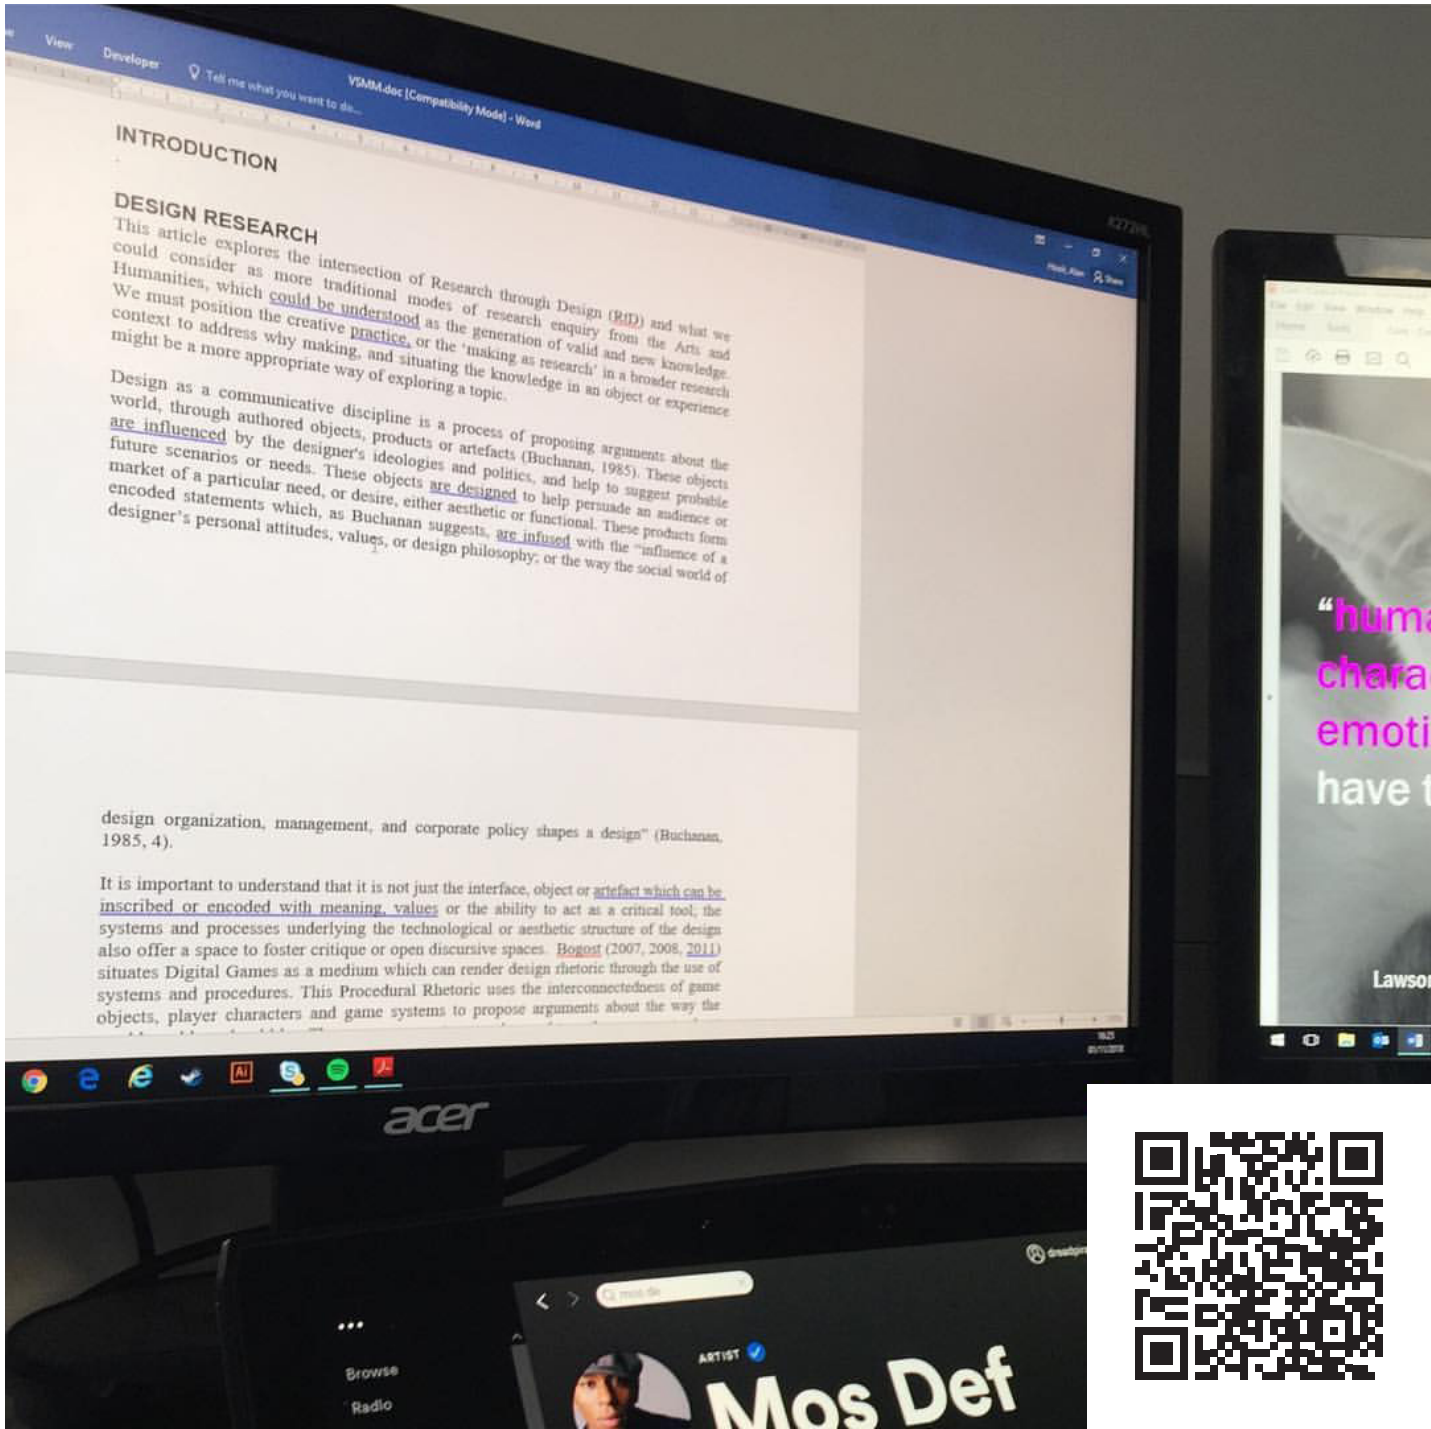 View Developer Tell me what you want to do... VSMM.doc [Compatibility Mode] - Word
Share
INTRODUCTION
DESIGN RESEARCH
This article explores the intersection of Research through Design (RtD) and what we
could consider as more traditional modes of research enquiry from the Arts and
Humanities, which could be understood as the generation of valid and new knowledge.
We must position the creative practice, or the 'making as research' in a broader research
context to address why making, and situating the knowledge in an object or experience
might be a more appropriate way of exploring a topic.
Design as a communicative discipline is a process of proposing arguments about the
world, through authored objects, products or artefacts (Buchanan, 1985). These objects
are influenced by the designer's ideologies and politics, and help to suggest probable
future scenarios or needs. These objects are designed to help persuade an audience or
market of a particular need, or desire, either aesthetic or functional. These products form
encoded statements which, as Buchanan suggests, are infused with the "influence of a
designer's personal attitudes, values, or design philosophy; or the way the social world of
design organization, management, and corporate policy shapes a design" (Buchanan,
1985, 4).
It is important to understand that it is not just the interface, object or artefact which can be
inscribed or encoded with meaning, values or the ability to act as a critical tool; the
systems and processes underlying the technological or aesthetic structure of the design
also offer a space to foster critique or open discursive spaces. Bogost (2007, 2008, 2011)
situates Digital Games as a medium which can render design rhetoric through the use of
systems and procedures. This Procedural Rhetoric uses the interconnectedness of game
objects, player characters and game systems to propose arguments about the way the
16:25
Ai
acer
K272HL
File Edit View Window Help
Home Tools
"huma
charac
emoti
have t
Lawson
mos de
ARTIST
Mos Def
Browse
Radio